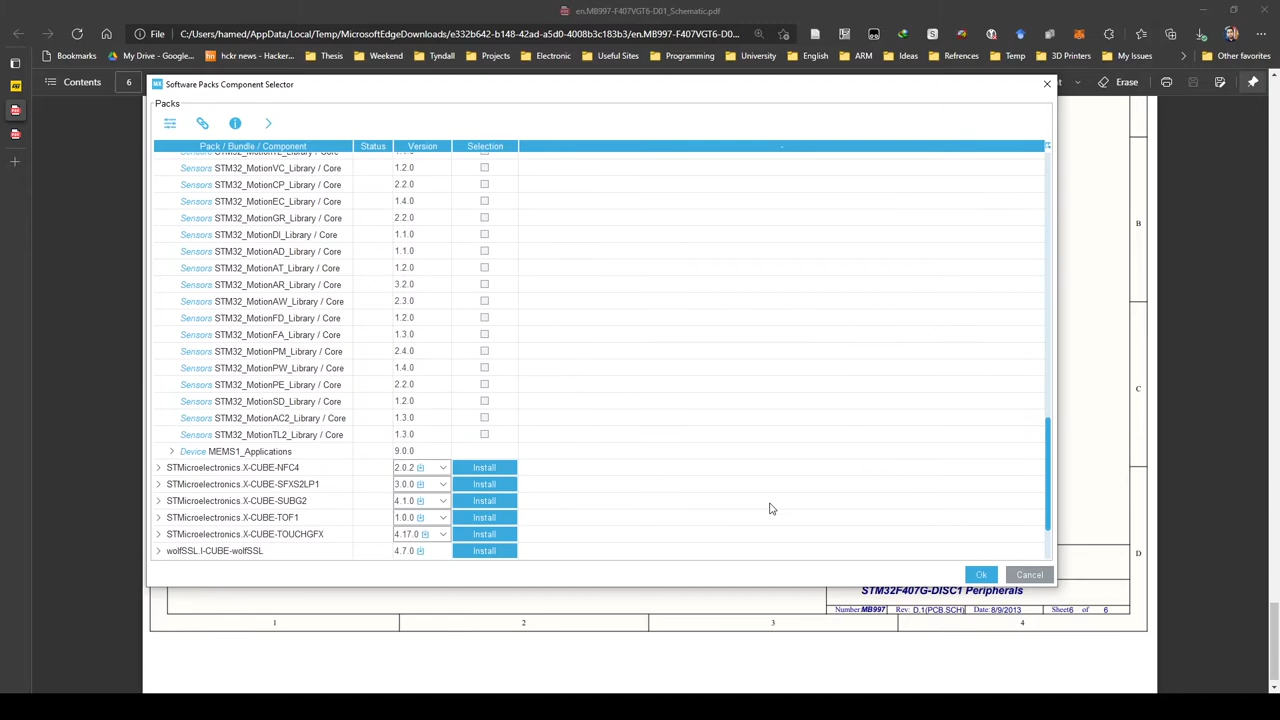 en.MB997-F407VGT6-D01_Schematic.pdf
File C:/Users/hamed/AppData/Local/Temp/MicrosoftEdgeDownloads/e332b642-b148-42ad-a5d0-4008b3c183b3/en.MB997-F407VGT6-D0...
Bookmarks My Drive - Google... hckr news - Hacker... Thesis Network Projects Electronic Useful Sites Programming University English ARM Ideas Refrences 3D Printers My Issues Other favorites
Contents 6 Erase
Software Packs Component Selector
Packs
Pack / Bundle / Component Status Version Selection -
Sensors STM32_MotionVC_Library / Core 1.2.0
Sensors STM32_MotionCP_Library / Core 2.2.0
Sensors STM32_MotionEC_Library / Core 1.4.0
Sensors STM32_MotionGR_Library / Core 2.2.0
Sensors STM32_MotionDI_Library / Core 1.1.0
Sensors STM32_MotionAD_Library / Core 1.1.0
Sensors STM32_MotionAT_Library / Core 1.2.0
Sensors STM32_MotionAR_Library / Core 3.2.0
Sensors STM32_MotionAW_Library / Core 2.3.0
Sensors STM32_MotionFD_Library / Core 1.2.0
Sensors STM32_MotionFA_Library / Core 1.3.0
Sensors STM32_MotionPM_Library / Core 2.4.0
Sensors STM32_MotionPW_Library / Core 1.4.0
Sensors STM32_MotionPE_Library / Core 2.2.0
Sensors STM32_MotionSD_Library / Core 1.2.0
Sensors STM32_MotionAC2_Library / Core 1.3.0
Sensors STM32_MotionTL2_Library / Core 1.3.0
Device MEMS1_Applications 9.0.0
STMicroelectronics.X-CUBE-NFC4 2.0.2 Install
STMicroelectronics.X-CUBE-SFXS2LP1 3.0.0 Install
STMicroelectronics.X-CUBE-SUBG2 4.1.0 Install
STMicroelectronics.X-CUBE-TOF1 1.0.0 Install
STMicroelectronics.X-CUBE-TOUCHGFX 4.17.0 Install
wolfSSL.I-CUBE-wolfSSL 4.7.0 Install
Ok Cancel
B
C
D
STM32F407G-DISC1 Peripherals
Number:MB997 Rev: D.1(PCB.SCH) Date:8/9/2013 Sheet 6 of 6
1 2 3 4